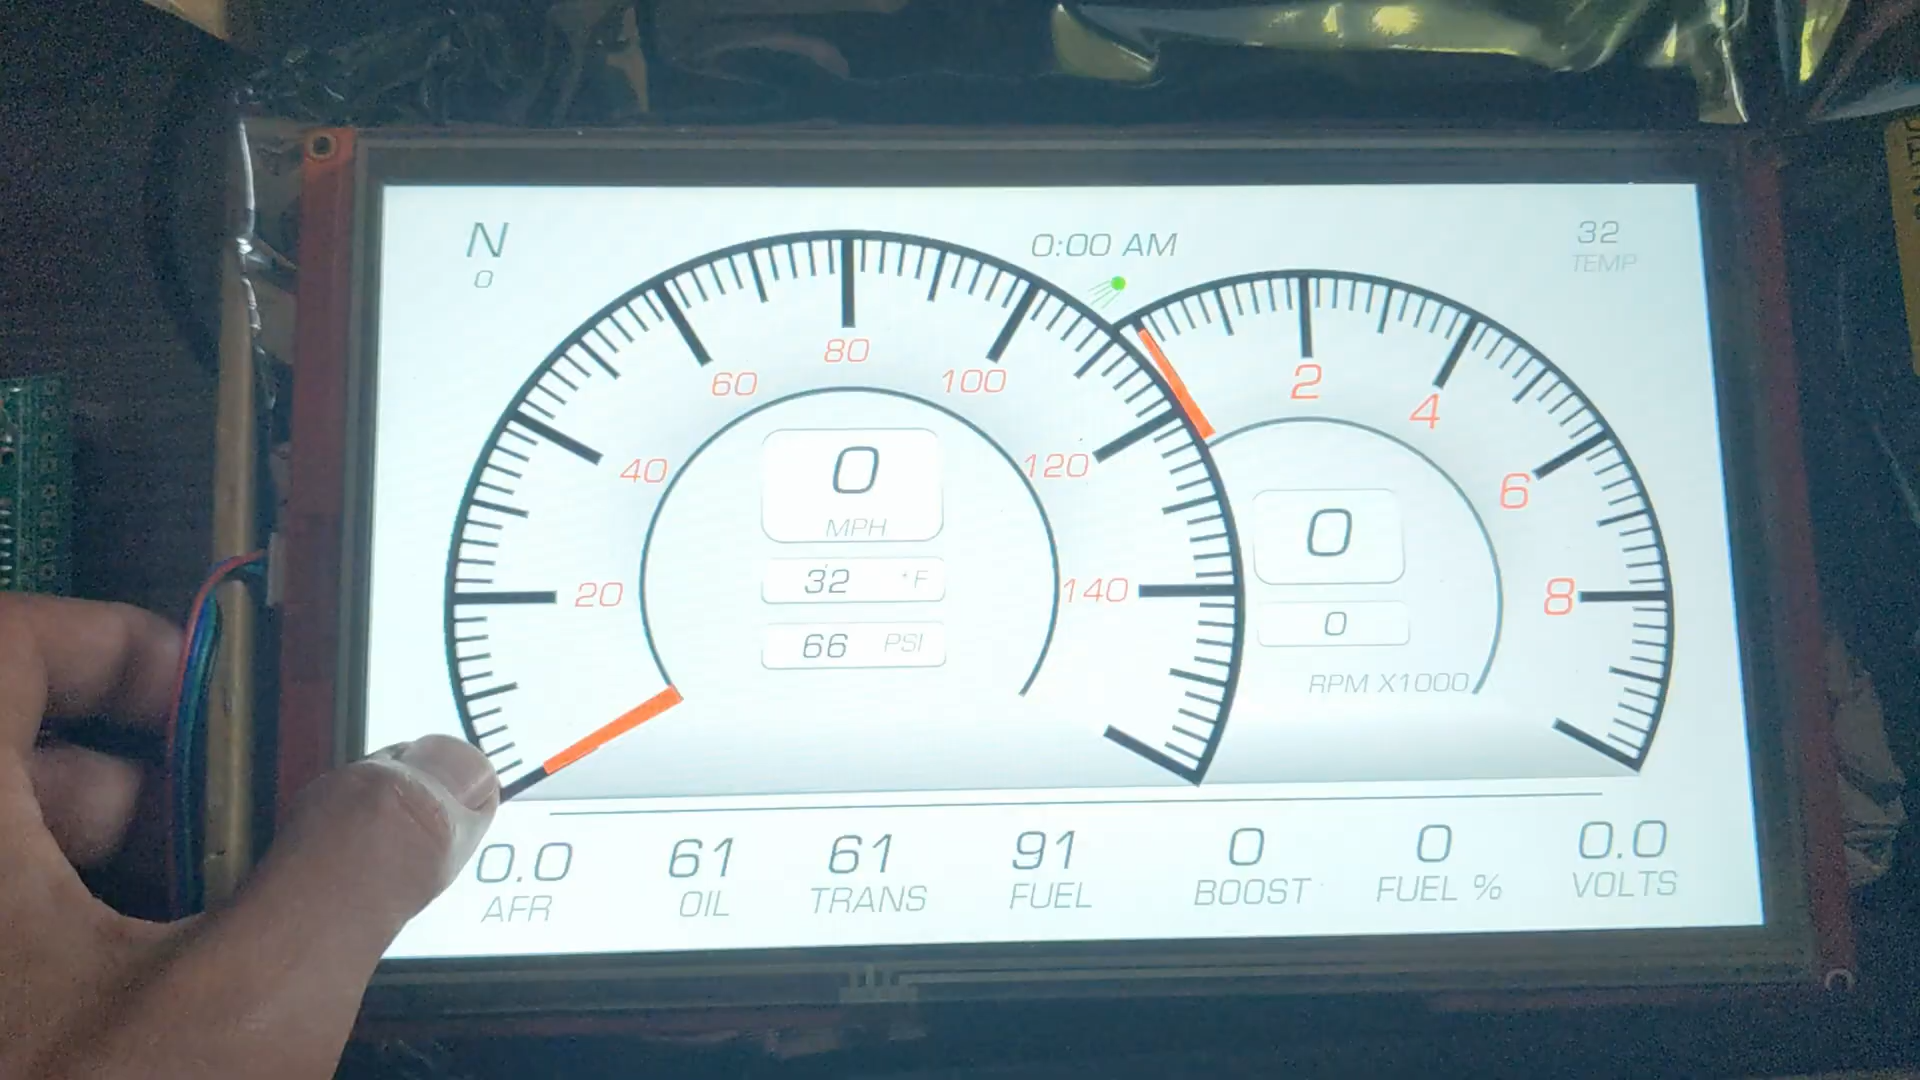 N
0
0:00 AM
32
TEMP
20
40
60
80
100
120
140
0
MPH
32 °F
66 PSI
2
4
6
8
0
0
RPM X1000
0.0
AFR
61
OIL
61
TRANS
91
FUEL
0
BOOST
0
FUEL %
0.0
VOLTS